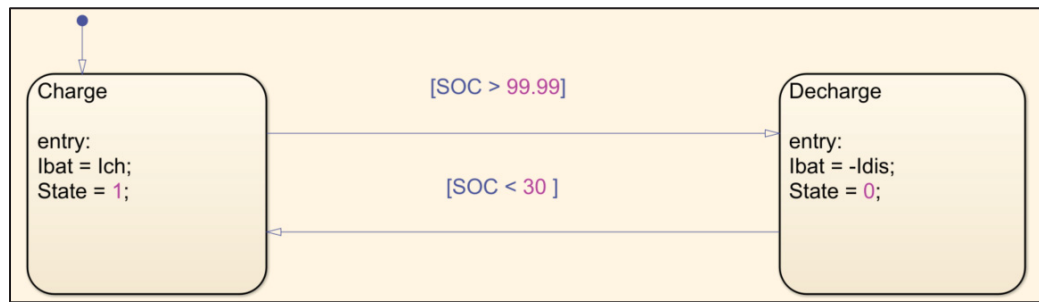 Charge
entry:
Ibat = Ich;
State = 1;
[SOC > 99.99]
[SOC < 30 ]
Decharge
entry:
Ibat = -Idis;
State = 0;